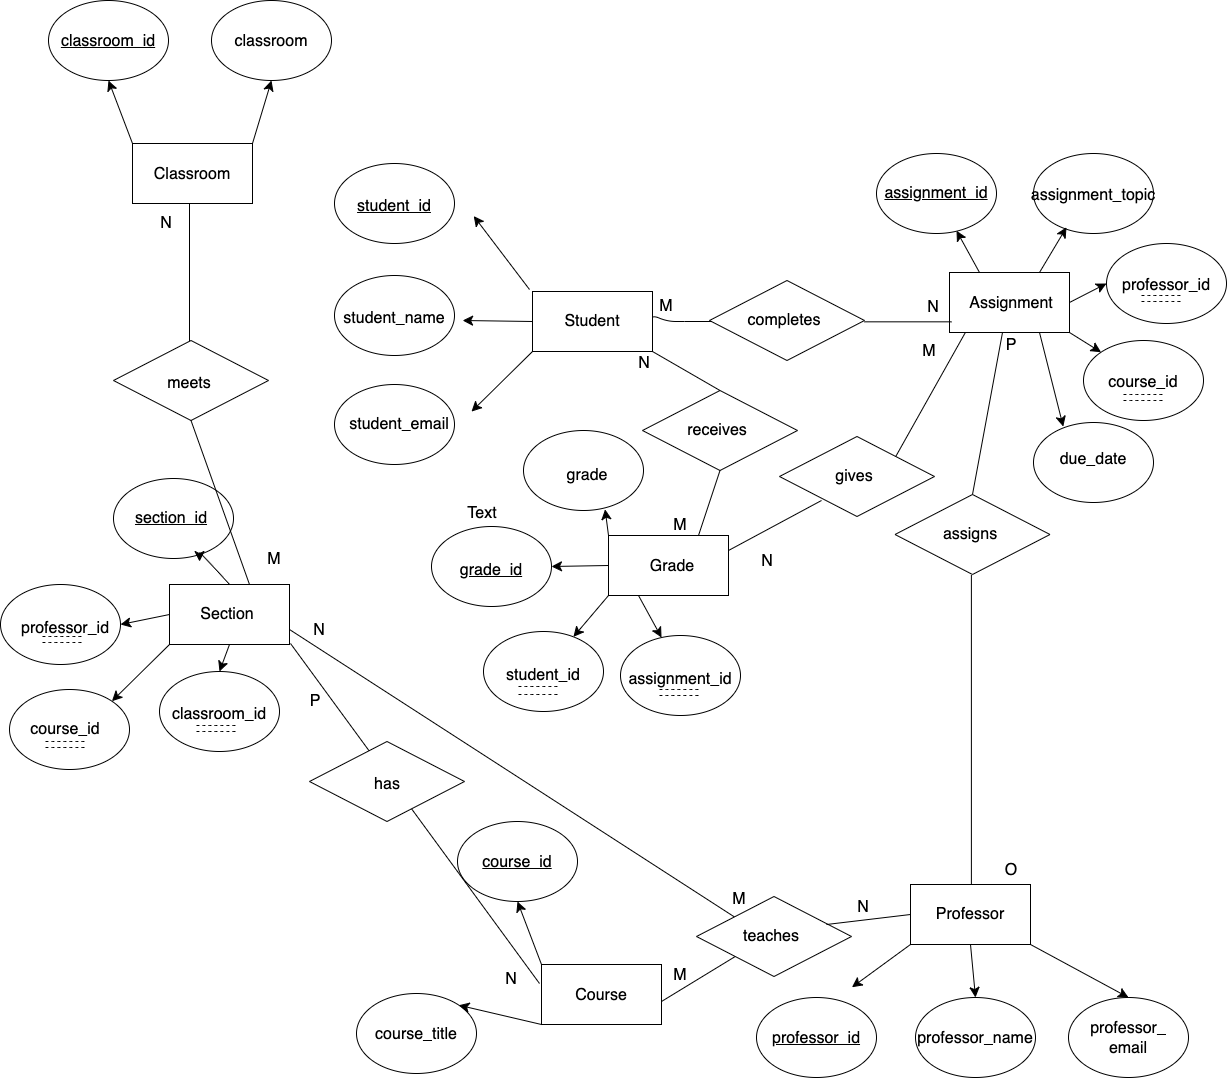 classroom_id
classroom
Classroom
N
student_id
assignment_id
assignment_topic
professor_id
student_name
Student
M
completes
N
Assignment
M
P
N
course_id
meets
student_email
receives
due_date
grade
gives
section_id
Text
M
assigns
M
grade_id
Grade
N
Section
professor_id
N
student_id
assignment_id
P
classroom_id
course_id
has
course_id
O
M
N
Professor
teaches
N
Course
M
course_title
professor_id
professor_name
professor_
email